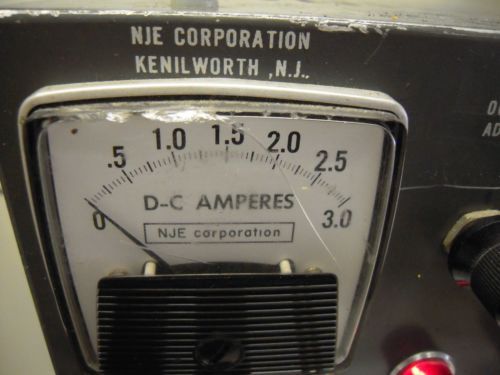 NJE CORPORATION
KENILWORTH , N.J.,
0 .5 1.0 1.5 2.0 2.5 3.0
D-C AMPERES
NJE corporation